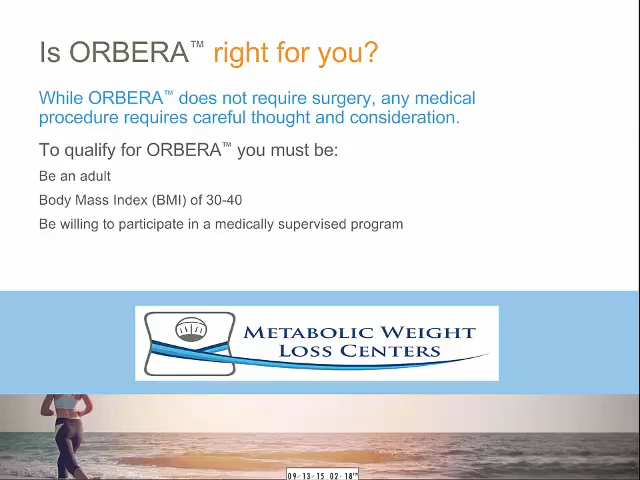 Is ORBERA™ right for you?
While ORBERA™ does not require surgery, any medical
procedure requires careful thought and consideration.
To qualify for ORBERA™ you must be:
Be an adult
Body Mass Index (BMI) of 30-40
Be willing to participate in a medically supervised program
METABOLIC WEIGHT
LOSS CENTERS
09-13-15 02:18PM